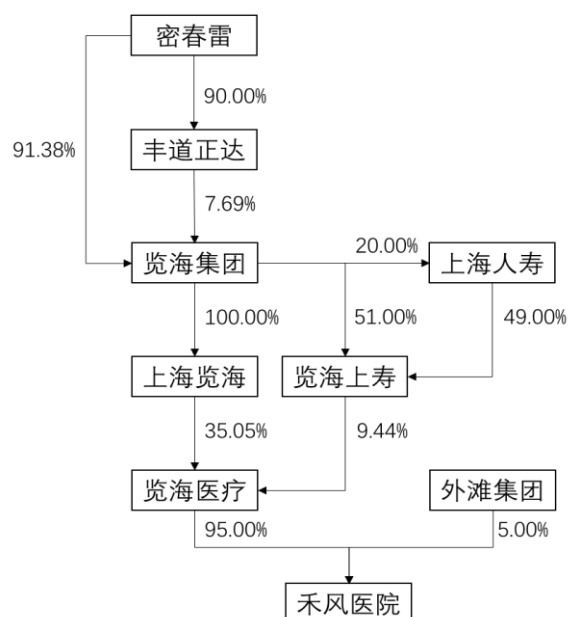 密春雷
90.00%
91.38%
丰道正达
7.69%
览海集团
20.00%
上海人寿
100.00%
51.00%
49.00%
上海览海
览海上寿
35.05%
9.44%
览海医疗
外滩集团
95.00%
5.00%
禾风医院